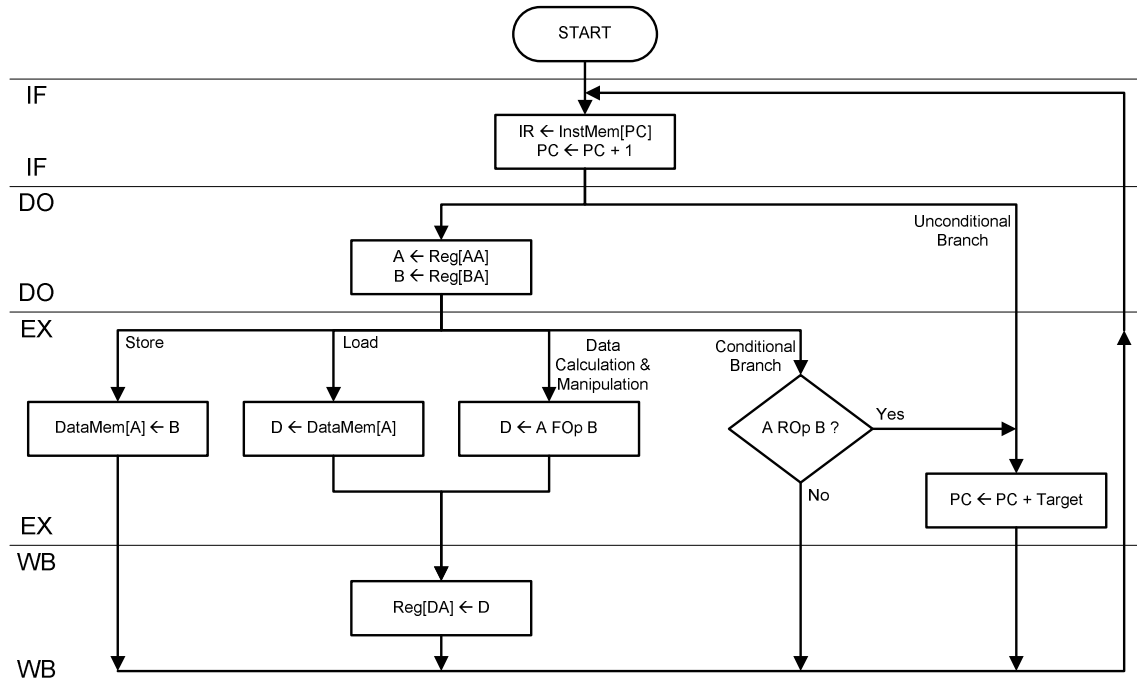 START
IF
IR ← InstMem[PC]
PC ← PC + 1
IF
DO
Unconditional
Branch
A ← Reg[AA]
B ← Reg[BA]
DO
EX
Store
Load
Data
Calculation &
Manipulation
Conditional
Branch
DataMem[A] ← B
D ← DataMem[A]
D ← A FOp B
A ROp B ?
Yes
No
PC ← PC + Target
EX
WB
Reg[DA] ← D
WB